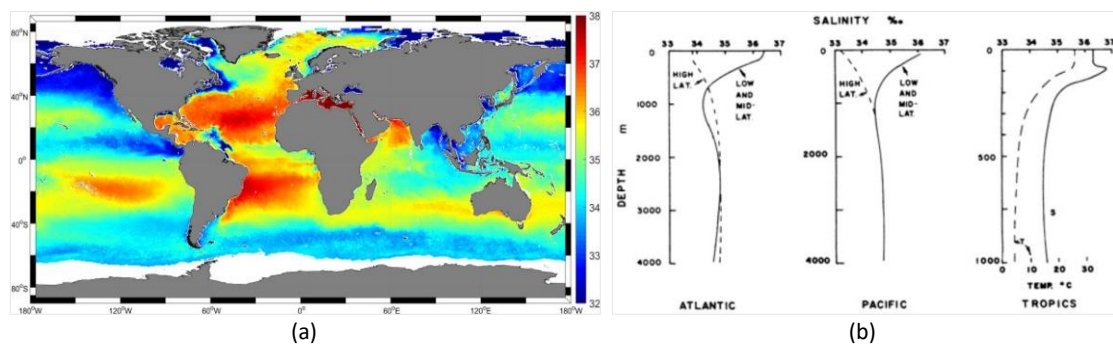 80°N
40°N
0°
40°S
80°S
180°W
120°W
60°W
0°
60°E
120°E
180°W
38
37
36
35
34
33
32
(a)
SALINITY ‰
33 34 35 36 37
0
HIGH
LAT.
LOW
AND
MID-
LAT.
1000
m
2000
DEPTH
3000
4000
ATLANTIC
33 34 35 36 37
0
HIGH
LAT.
LOW
AND
MID-
LAT.
2000
4000
PACIFIC
34 35 36 37
0
500
S
T
1000
0 10 20 30
TEMP. °C
TROPICS
(b)